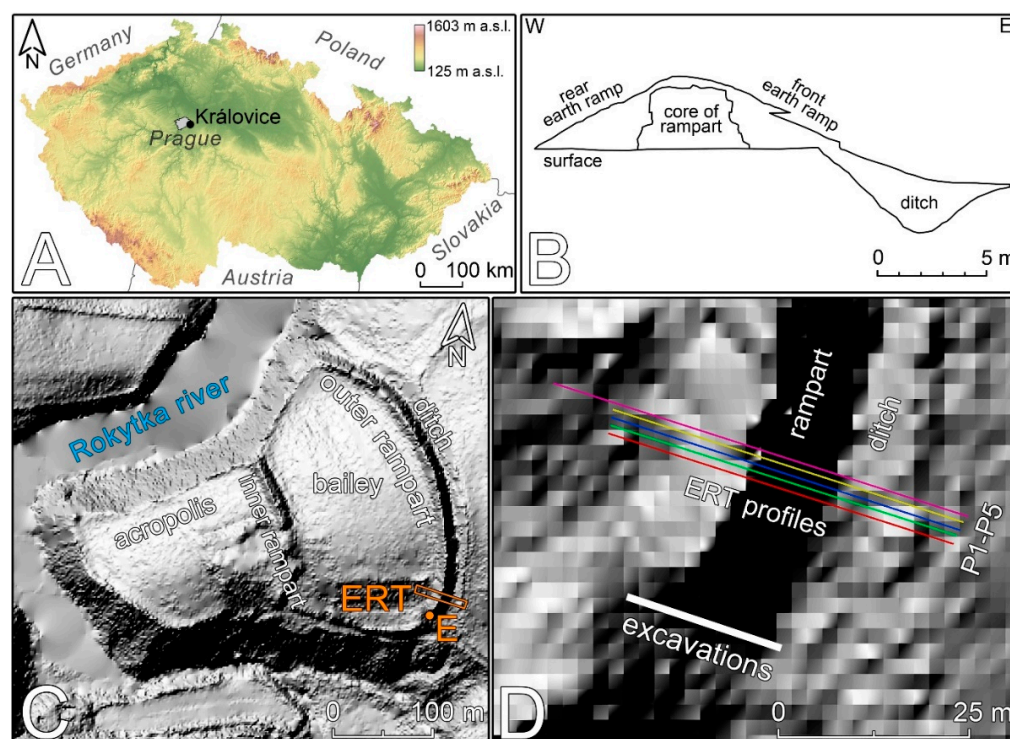 Germany
Poland
N
1603 m a.s.l.
125 m a.s.l.
Královice
Prague
Slovakia
Austria
0 100 km
A
W
E
rear
earth ramp
front
earth ramp
core of
rampart
surface
ditch
0 5 m
B
N
Rokytka river
outer rampart
ditch
bailey
inner rampart
acropolis
ERT
E
0 100 m
C
rampart
ditch
ERT profiles
P1-P5
excavations
0 25 m
D